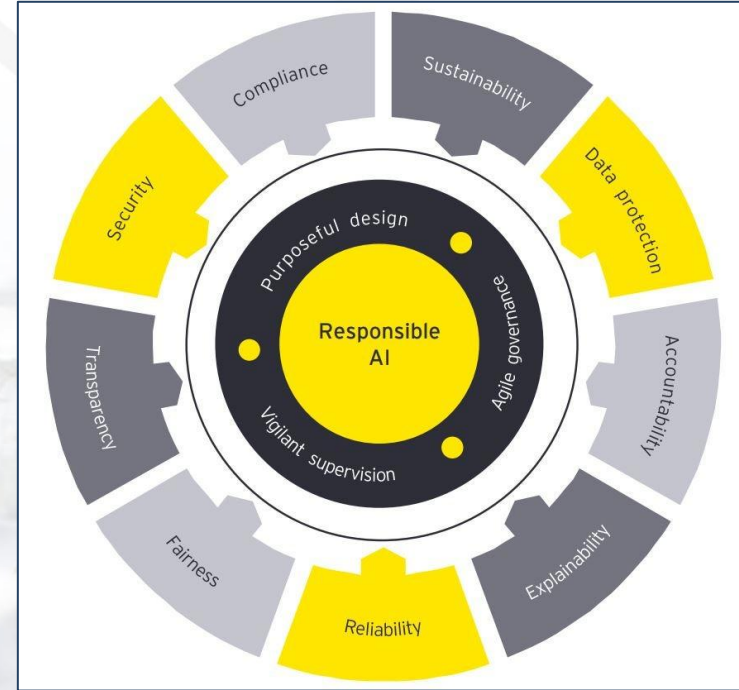 Compliance
Sustainability
Data protection
Accountability
Explainability
Reliability
Fairness
Transparency
Security
Purposeful design
Agile governance
Vigilant supervision
Responsible
AI